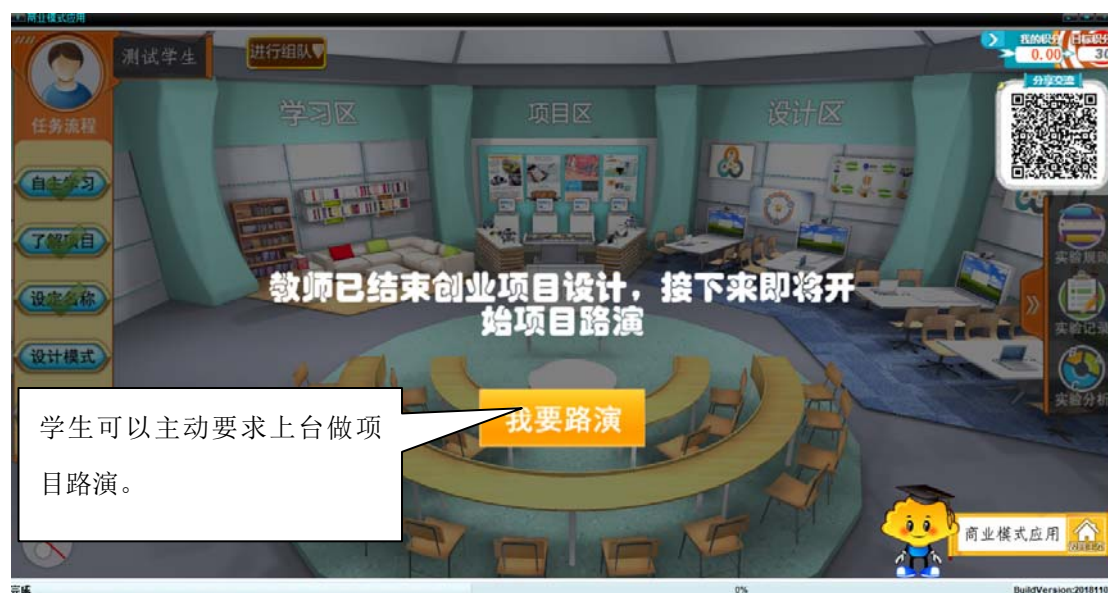 商业模式应用
测试学生
进行组队
我的积分
0.00
30
分享交流
任务流程
学习区
项目区
设计区
自主学习
了解项目
设定名称
设计模式
实验规则
实验记录
实验分析
教师已结束创业项目设计，接下来即将开
始项目路演
我要路演
学生可以主动要求上台做项
目路演。
商业模式应用
完成
0%
BuildVersion:2018110